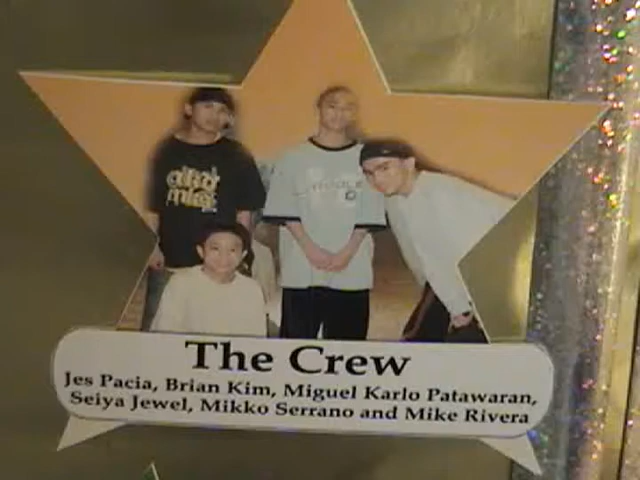 The Crew
Jes Pacia, Brian Kim, Miguel Karlo Patawaran,
Seiya Jewel, Mikko Serrano and Mike Rivera